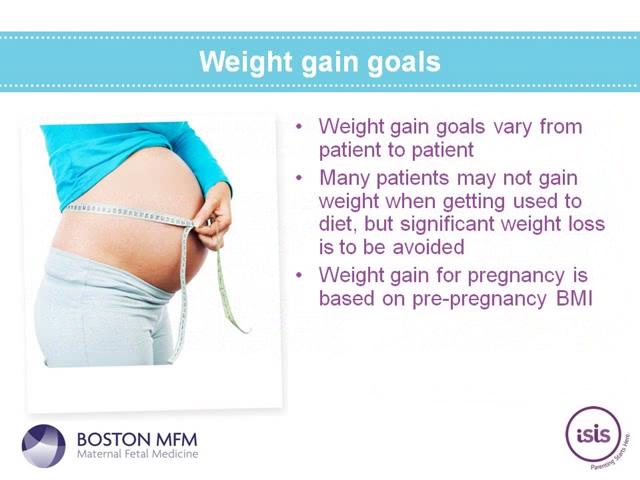 Weight gain goals
• Weight gain goals vary from
patient to patient
• Many patients may not gain
weight when getting used to
diet, but significant weight loss
is to be avoided
• Weight gain for pregnancy is
based on pre-pregnancy BMI
BOSTON MFM
Maternal Fetal Medicine
isis
Parenting Starts Here.